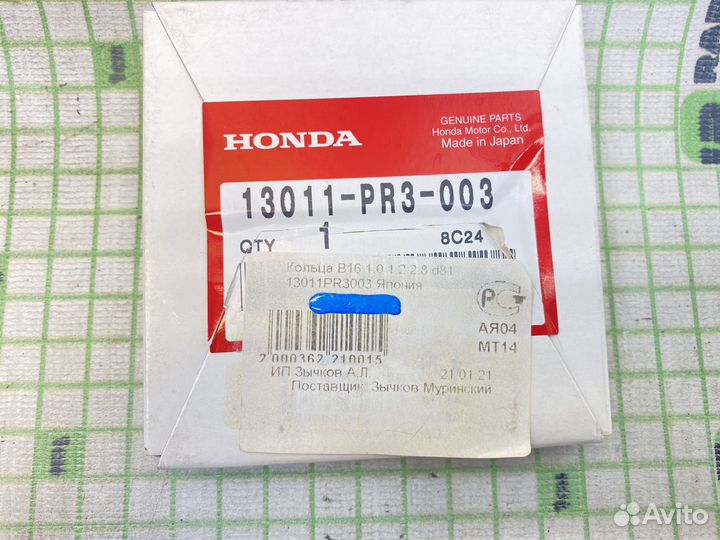 HONDA
GENUINE PARTS
Honda Motor Co., Ltd.
Made in Japan
13011-PR3-003
QTY 1 8C24
Кольца B16 1.0 1.2 2.8 d81
13011PR3003 Япония
РСТ
АЯ04
МТ14
2 000362 210015
ИП Зычков А.Л. 21.01.21
Поставщик: Зычков Муринский
Avito